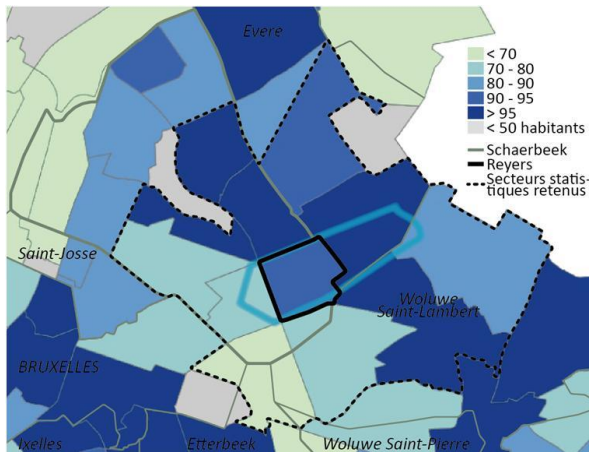 Evere
< 70
70 - 80
80 - 90
90 - 95
> 95
< 50 habitants
Schaerbeek
Reyers
Secteurs statis-
tiques retenus
Saint-Josse
Woluwe
Saint-Lambert
BRUXELLES
Ixelles
Etterbeek
Woluwe Saint-Pierre